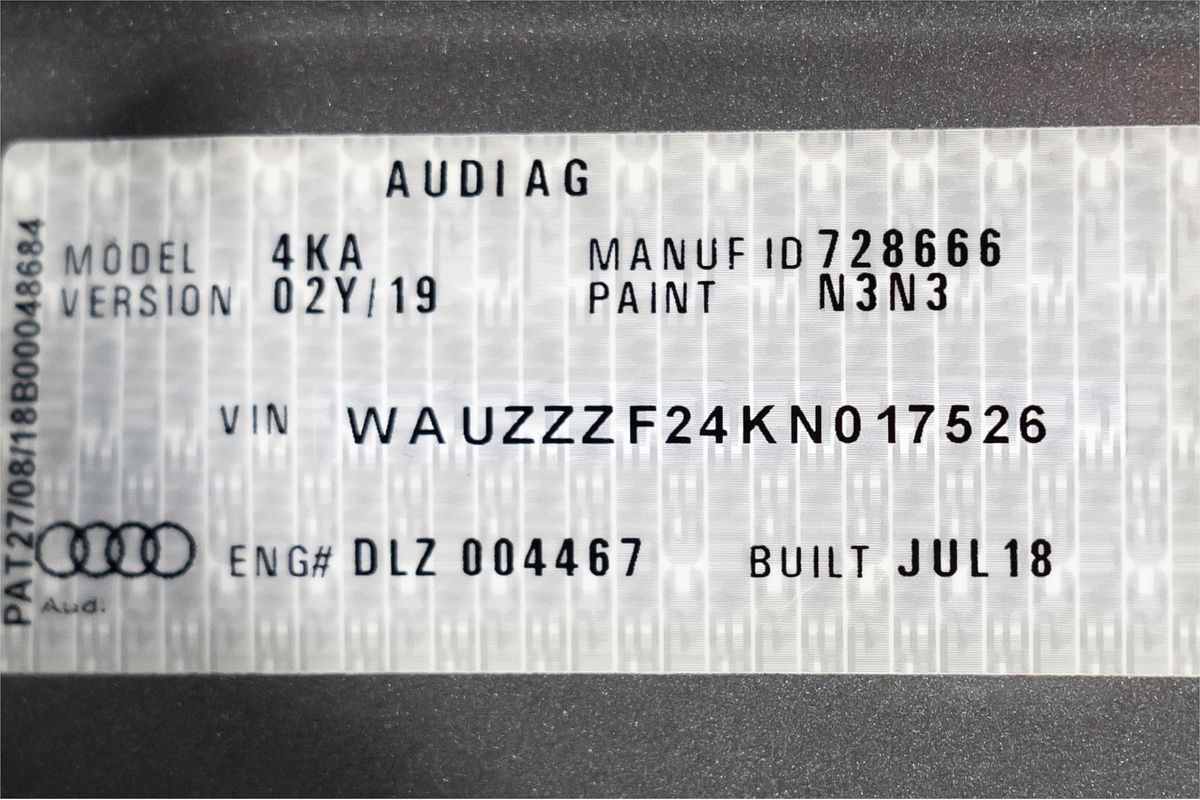 AUDI AG
MODEL 4KA MANUF ID 728666
VERSION 02Y/19 PAINT N3N3
VIN WAUZZZF24KN017526
ENG# DLZ 004467 BUILT JUL18
Audi
PAT27/08/18B00048684